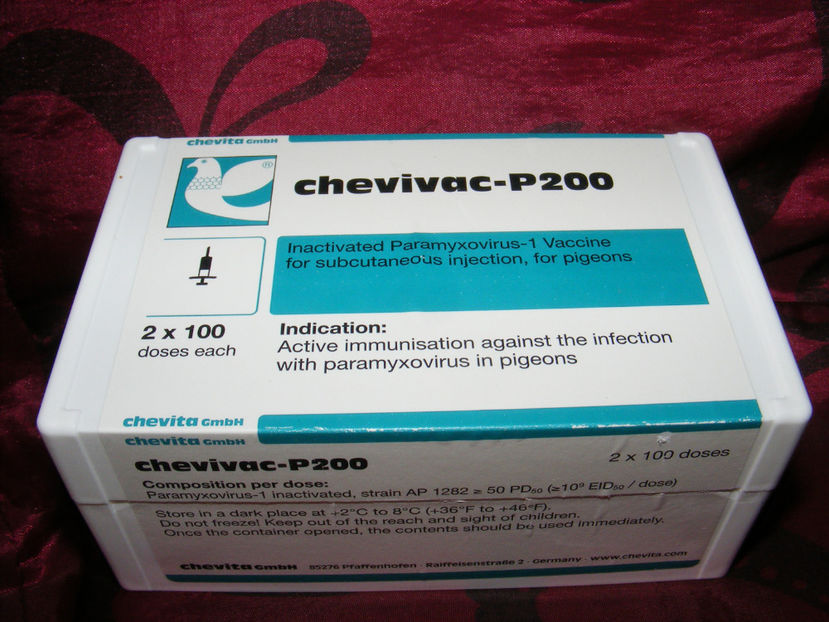 chevita GmbH
®
chevivac-P200
Inactivated Paramyxovirus-1 Vaccine
for subcutaneous injection, for pigeons
2 x 100
doses each
Indication:
Active immunisation against the infection
with paramyxovirus in pigeons
chevita GmbH
chevita GmbH
chevivac-P200
2 x 100 doses
Composition per dose:
Paramyxovirus-1 inactivated, strain AP 1282 ≥ 50 PD₅₀ (≥10⁹ EID₅₀ / dose)
Store in a dark place at +2°C to 8°C (+36°F to +46°F).
Do not freeze! Keep out of the reach and sight of children.
Once the container opened, the contents should be used immediately.
chevita GmbH 85276 Pfaffenhofen · Raiffeisenstraße 2 · Germany · www.chevita.com